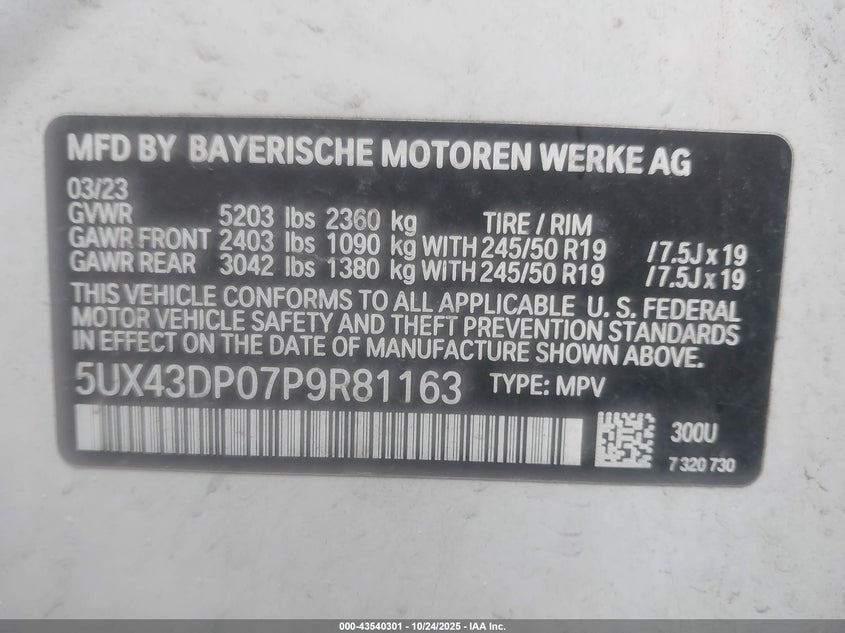 MFD BY BAYERISCHE MOTOREN WERKE AG
03/23
GVWR 5203 lbs 2360 kg TIRE / RIM
GAWR FRONT 2403 lbs 1090 kg WITH 245/50 R19 /7.5J x 19
GAWR REAR 3042 lbs 1380 kg WITH 245/50 R19 /7.5J x 19
THIS VEHICLE CONFORMS TO ALL APPLICABLE U. S. FEDERAL
MOTOR VEHICLE SAFETY AND THEFT PREVENTION STANDARDS
IN EFFECT ON THE DATE OF MANUFACTURE SHOWN ABOVE.
5UX43DP07P9R81163 TYPE: MPV
300U
7 320 730
000-43540301 - 10/24/2025 - IAA Inc.